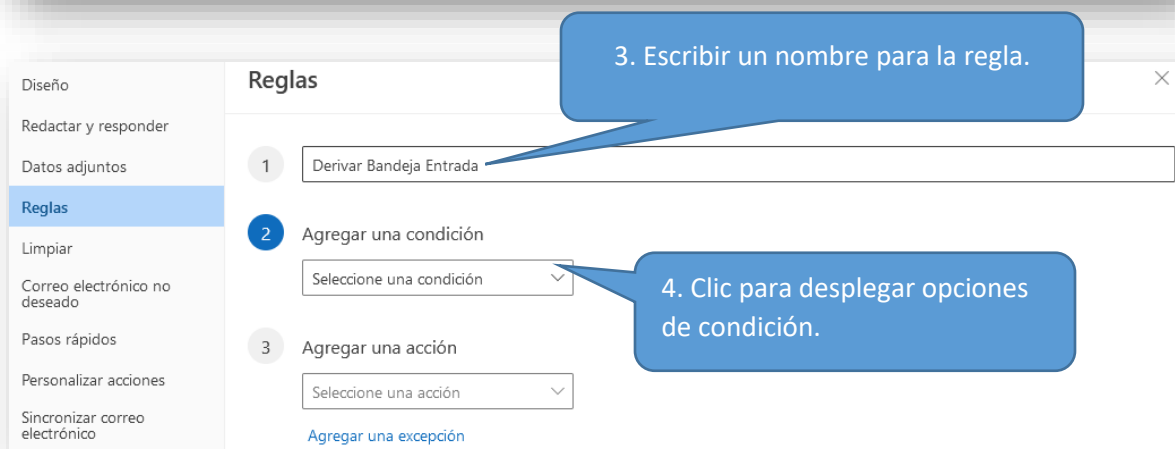 3. Escribir un nombre para la regla.
Diseño
Redactar y responder
Datos adjuntos
Reglas
Limpiar
Correo electrónico no
deseado
Pasos rápidos
Personalizar acciones
Sincronizar correo
electrónico
Reglas
1
Derivar Bandeja Entrada
2
Agregar una condición
Seleccione una condición
4. Clic para desplegar opciones
de condición.
3
Agregar una acción
Seleccione una acción
Agregar una excepción